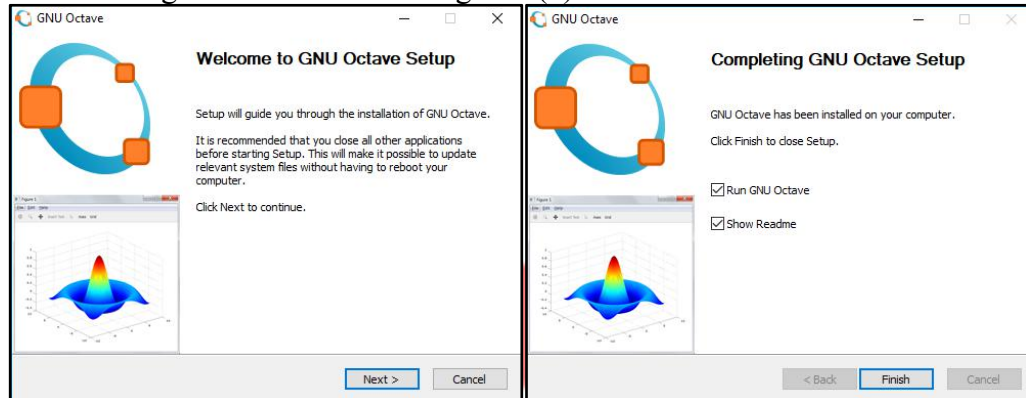 GNU Octave
Welcome to GNU Octave Setup
Setup will guide you through the installation of GNU Octave.
It is recommended that you close all other applications
before starting Setup. This will make it possible to update
relevant system files without having to reboot your
computer.
Click Next to continue.
Figure 1
Next >
Cancel
GNU Octave
Completing GNU Octave Setup
GNU Octave has been installed on your computer.
Click Finish to close Setup.
Run GNU Octave
Show Readme
Figure 1
< Back
Finish
Cancel